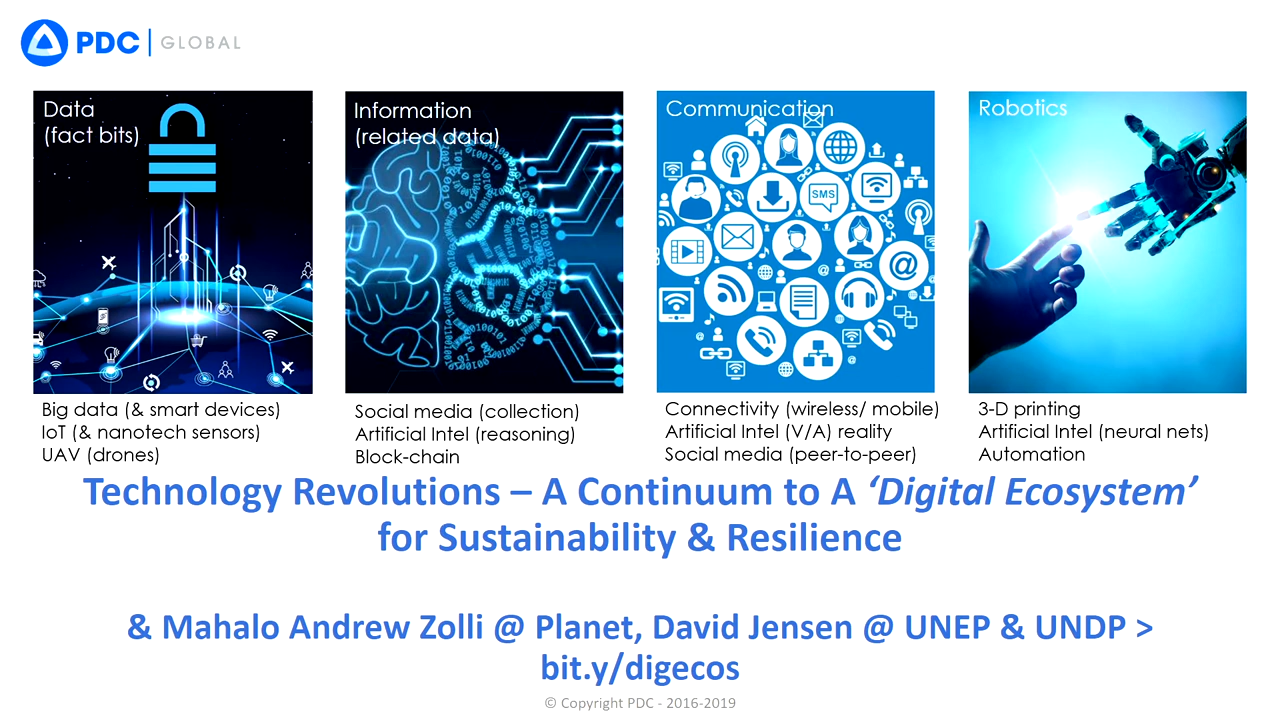 PDC | GLOBAL
Data
(fact bits)
Information
(related data)
Communication
SMS
@
Robotics
Big data (& smart devices)
IoT (& nanotech sensors)
UAV (drones)
Social media (collection)
Artificial Intel (reasoning)
Block-chain
Connectivity (wireless/ mobile)
Artificial Intel (V/A) reality
Social media (peer-to-peer)
3-D printing
Artificial Intel (neural nets)
Automation
Technology Revolutions – A Continuum to A ‘Digital Ecosystem’
for Sustainability & Resilience
& Mahalo Andrew Zolli @ Planet, David Jensen @ UNEP & UNDP >
bit.y/digecos
© Copyright PDC - 2016-2019